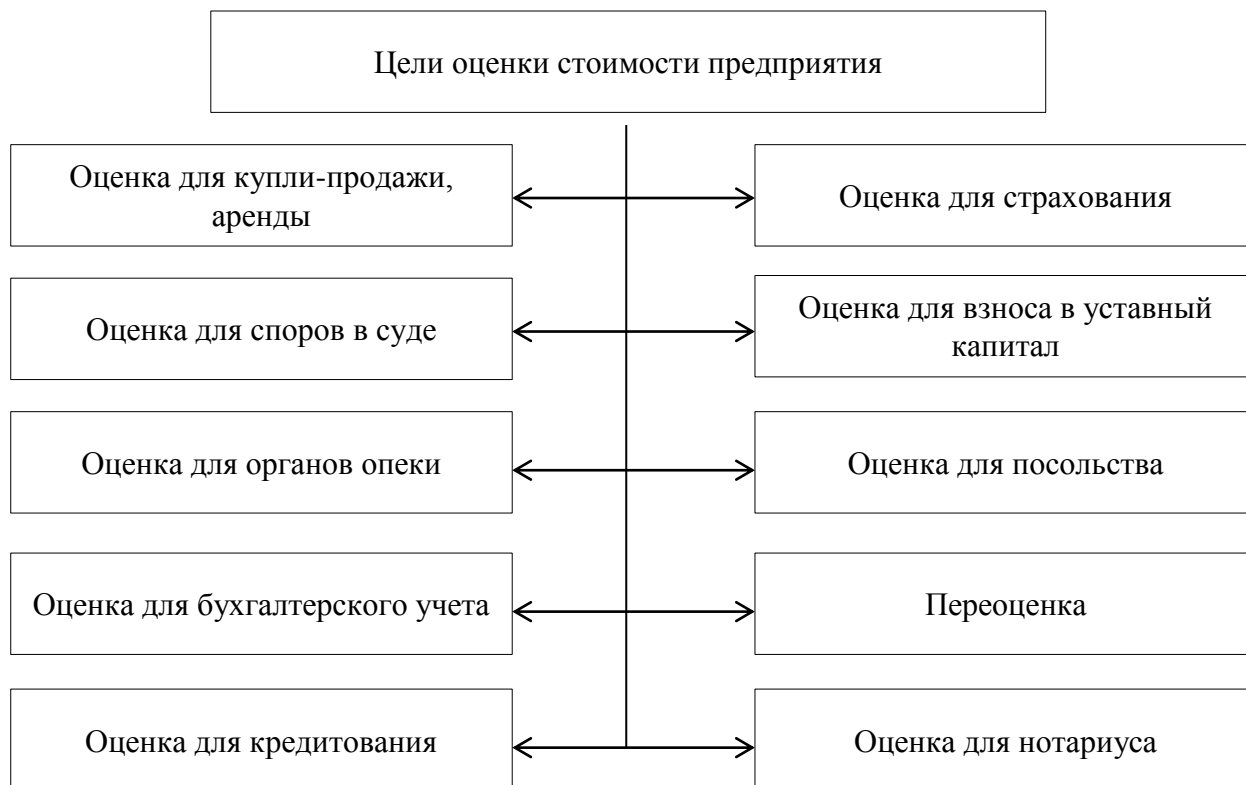 Цели оценки стоимости предприятия
Оценка для купли-продажи,
аренды
Оценка для страхования
Оценка для споров в суде
Оценка для взноса в уставный
капитал
Оценка для органов опеки
Оценка для посольства
Оценка для бухгалтерского учета
Переоценка
Оценка для кредитования
Оценка для нотариуса